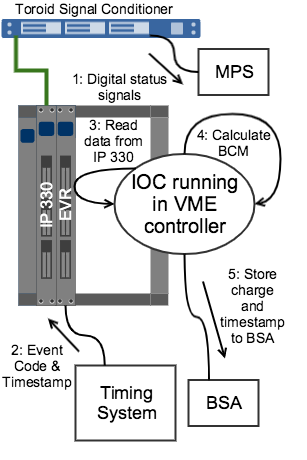 Toroid Signal Conditioner
1: Digital status
signals
MPS
3: Read
data from
IP 330
4: Calculate
BCM
IP 330
EVR
IOC running
in VME
controller
5: Store
charge
and
timestamp
to BSA
2: Event
Code &
Timestamp
Timing
System
BSA